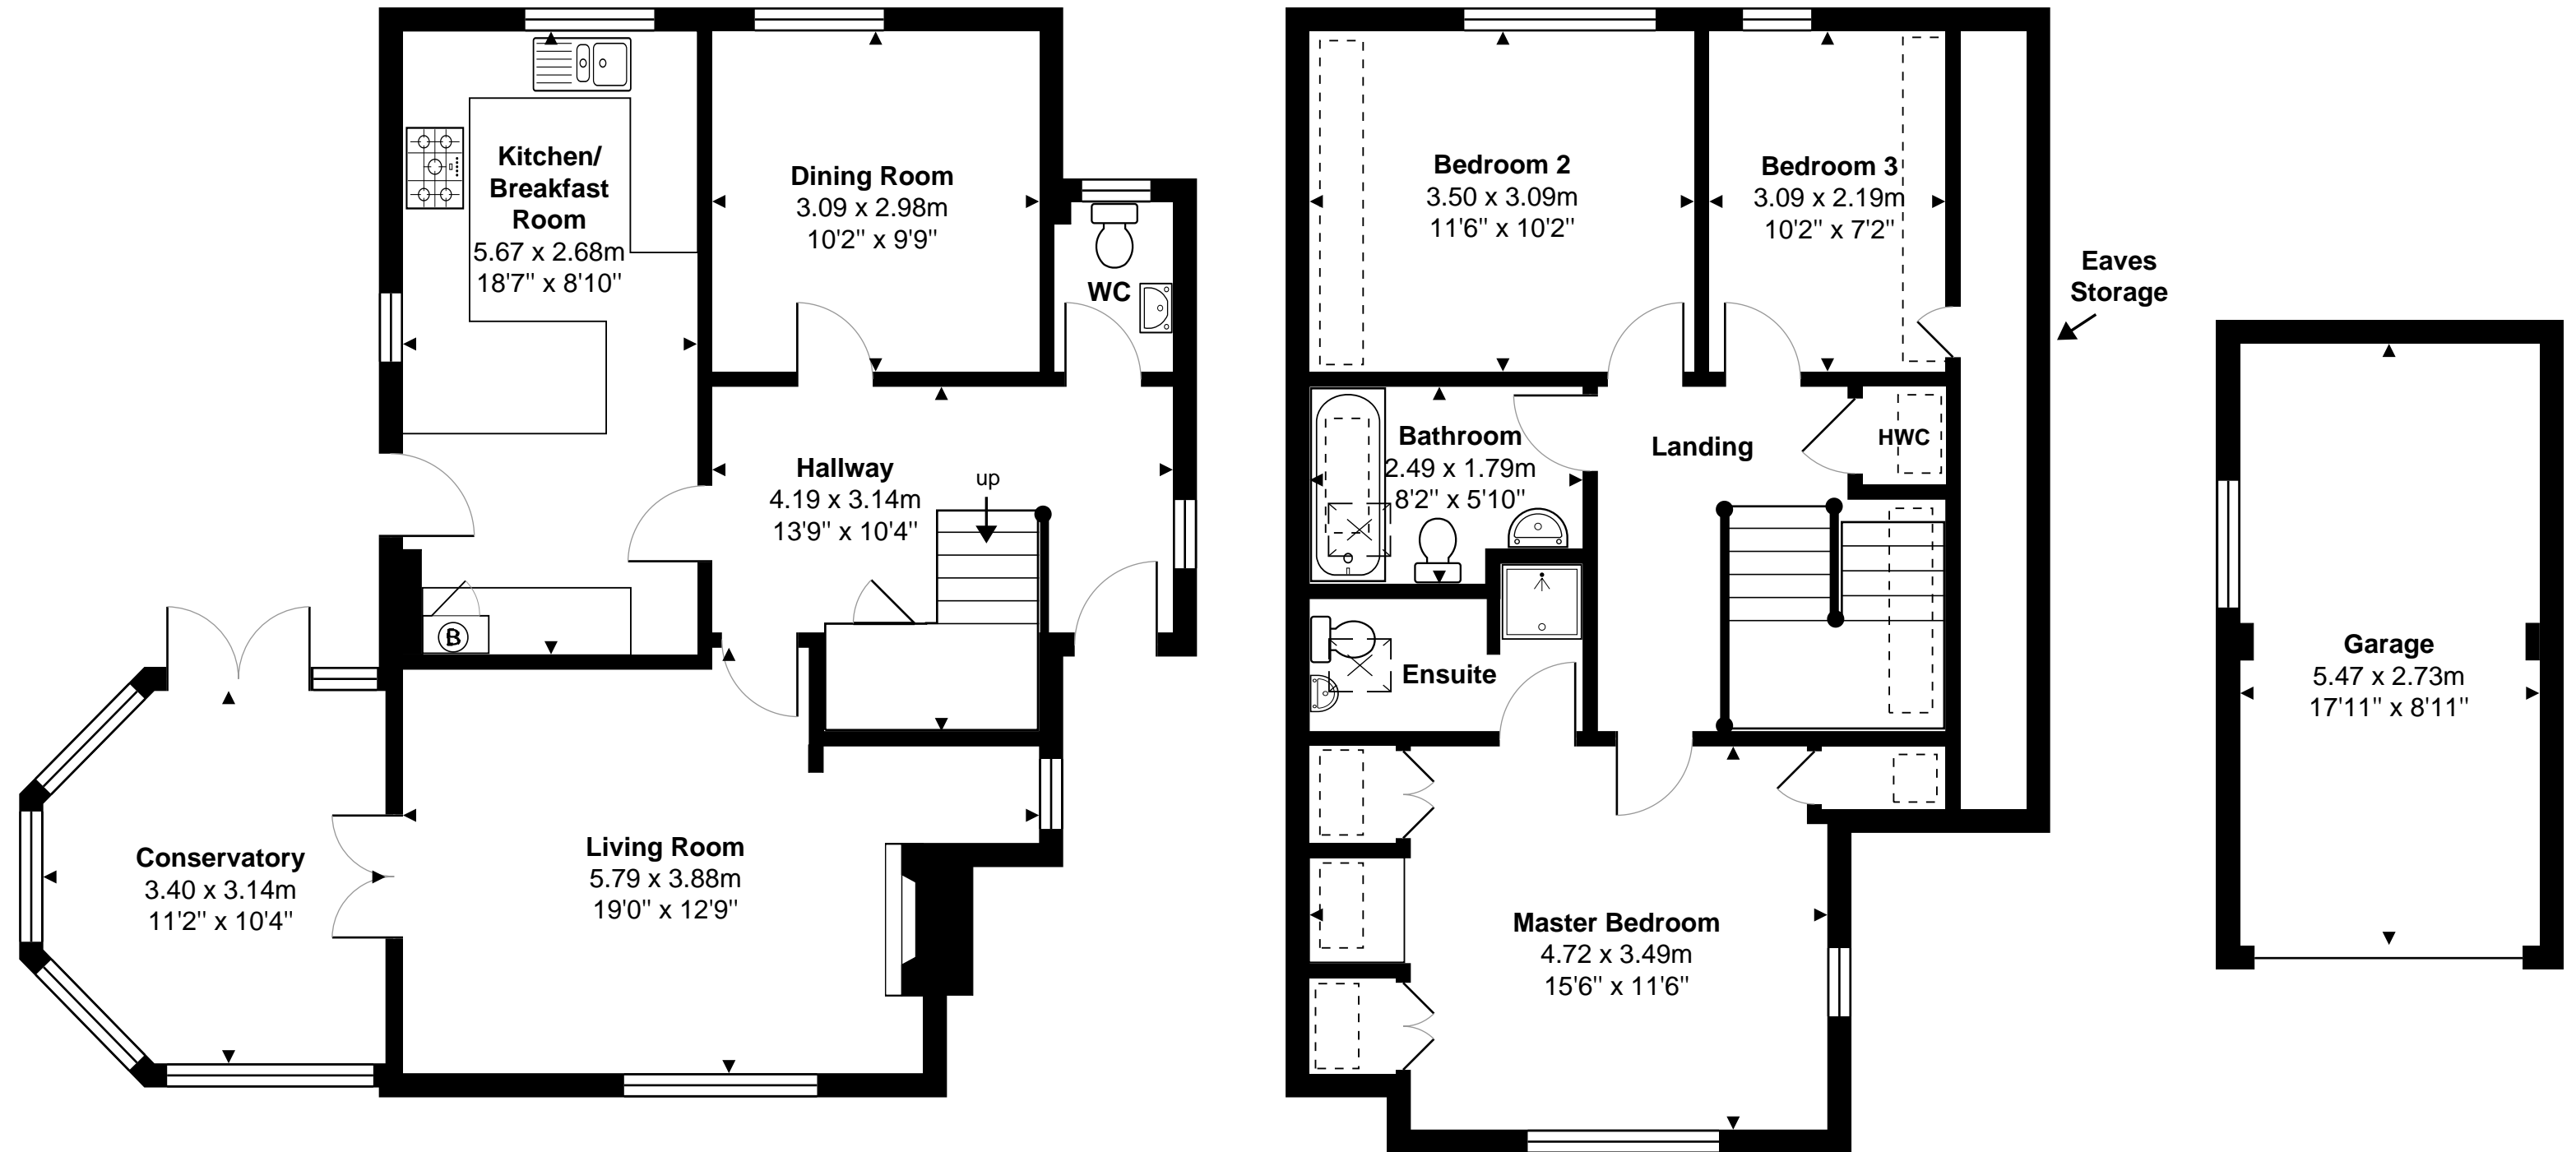 Kitchen/
Breakfast
Room
5.67 x 2.68m
18'7" x 8'10"
Dining Room
3.09 x 2.98m
10'2" x 9'9"
WC
Hallway
4.19 x 3.14m
13'9" x 10'4"
up
B
Conservatory
3.40 x 3.14m
11'2" x 10'4"
Living Room
5.79 x 3.88m
19'0" x 12'9"
Bedroom 2
3.50 x 3.09m
11'6" x 10'2"
Bedroom 3
3.09 x 2.19m
10'2" x 7'2"
Eaves
Storage
Bathroom
2.49 x 1.79m
8'2" x 5'10"
Landing
HWC
Ensuite
Master Bedroom
4.72 x 3.49m
15'6" x 11'6"
Garage
5.47 x 2.73m
17'11" x 8'11"